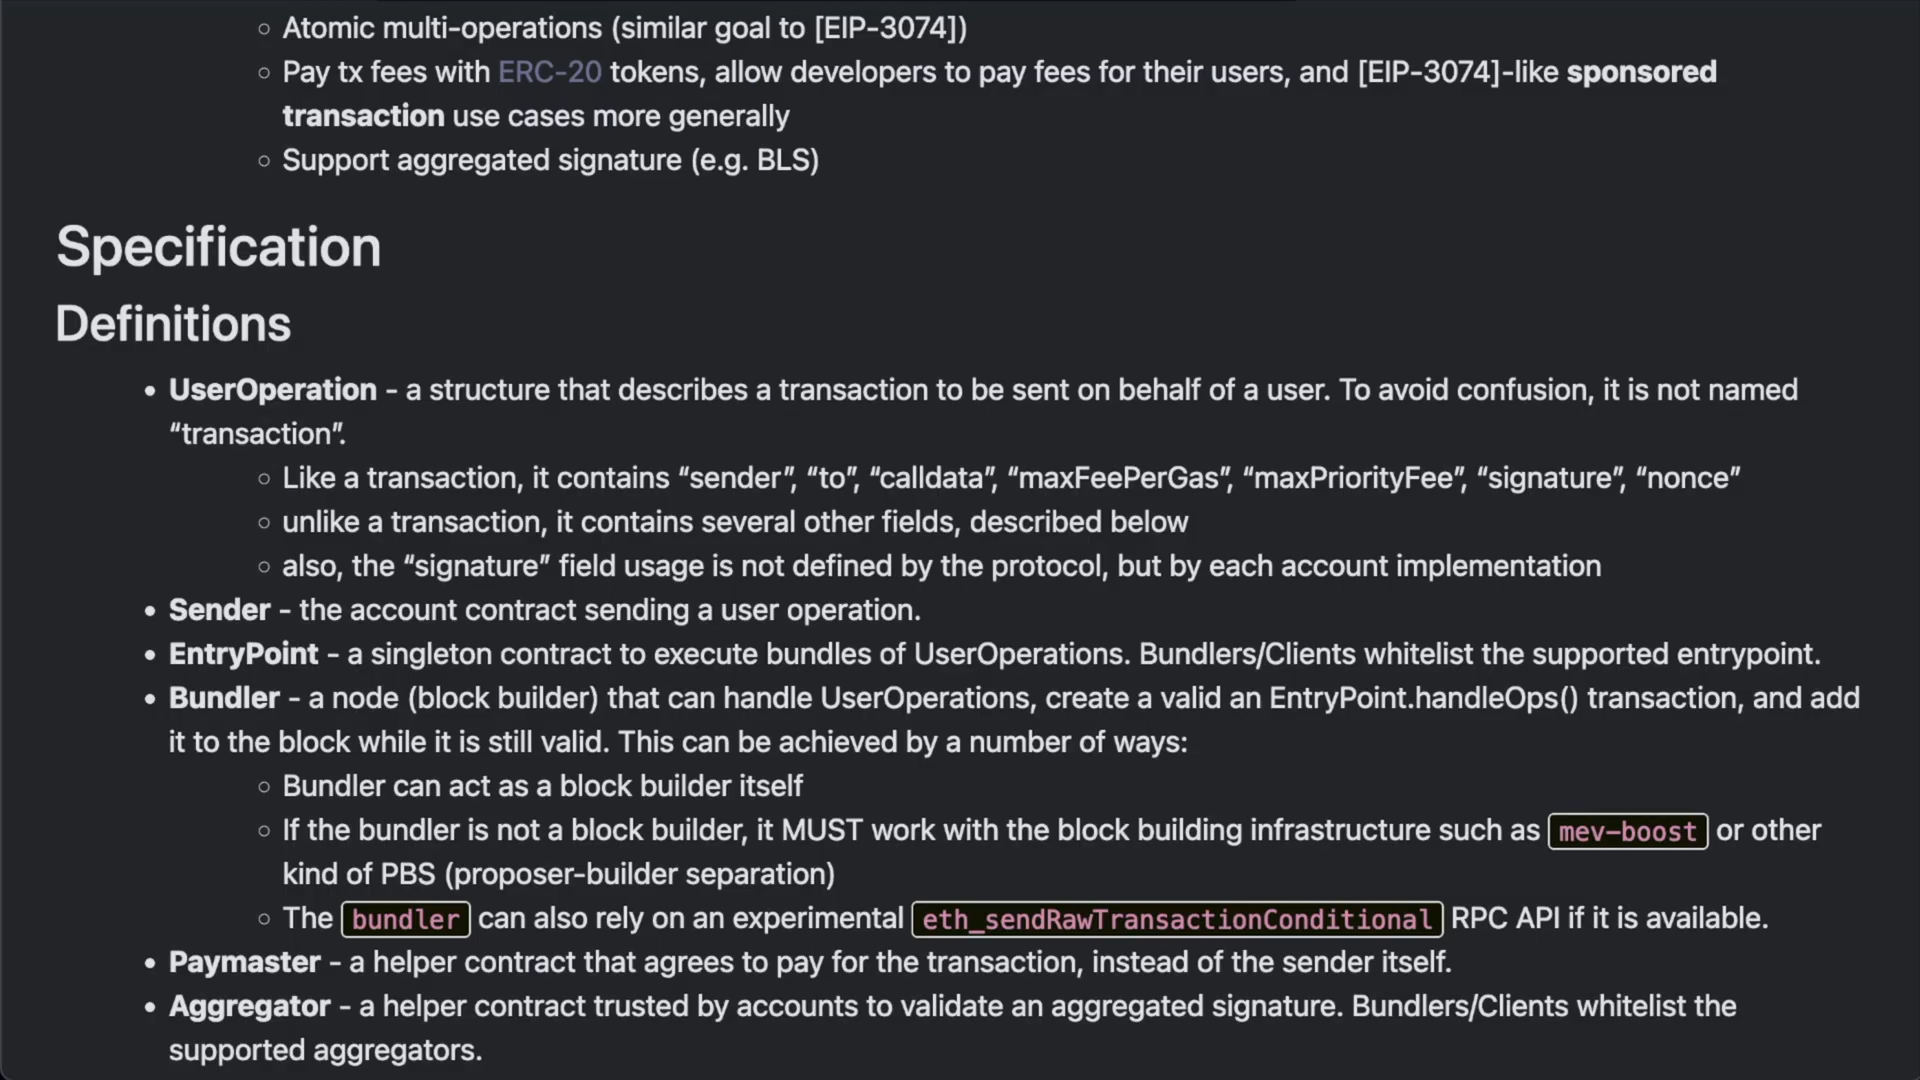 Atomic multi-operations (similar goal to [EIP-3074])
Pay tx fees with ERC-20 tokens, allow developers to pay fees for their users, and [EIP-3074]-like sponsored
transaction use cases more generally
Support aggregated signature (e.g. BLS)
Specification
Definitions
UserOperation - a structure that describes a transaction to be sent on behalf of a user. To avoid confusion, it is not named
“transaction”.
Like a transaction, it contains “sender”, “to”, “calldata”, “maxFeePerGas”, “maxPriorityFee”, “signature”, “nonce”
unlike a transaction, it contains several other fields, described below
also, the “signature” field usage is not defined by the protocol, but by each account implementation
Sender - the account contract sending a user operation.
EntryPoint - a singleton contract to execute bundles of UserOperations. Bundlers/Clients whitelist the supported entrypoint.
Bundler - a node (block builder) that can handle UserOperations, create a valid an EntryPoint.handleOps() transaction, and add
it to the block while it is still valid. This can be achieved by a number of ways:
Bundler can act as a block builder itself
If the bundler is not a block builder, it MUST work with the block building infrastructure such as mev-boost or other
kind of PBS (proposer-builder separation)
The bundler can also rely on an experimental eth_sendRawTransactionConditional RPC API if it is available.
Paymaster - a helper contract that agrees to pay for the transaction, instead of the sender itself.
Aggregator - a helper contract trusted by accounts to validate an aggregated signature. Bundlers/Clients whitelist the
supported aggregators.